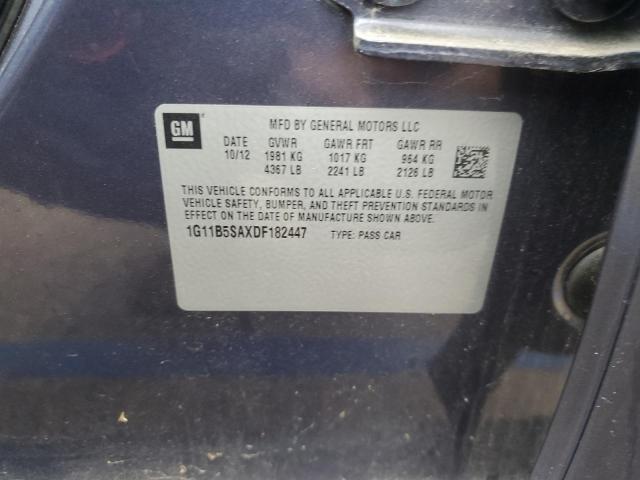 GM
MFD BY GENERAL MOTORS LLC
DATE GVWR GAWR FRT GAWR RR
10/12 1981 KG 1017 KG 964 KG
4367 LB 2241 LB 2126 LB
THIS VEHICLE CONFORMS TO ALL APPLICABLE U.S. FEDERAL MOTOR
VEHICLE SAFETY, BUMPER, AND THEFT PREVENTION STANDARDS IN
EFFECT ON THE DATE OF MANUFACTURE SHOWN ABOVE.
1G11B5SAXDF182447 TYPE: PASS CAR